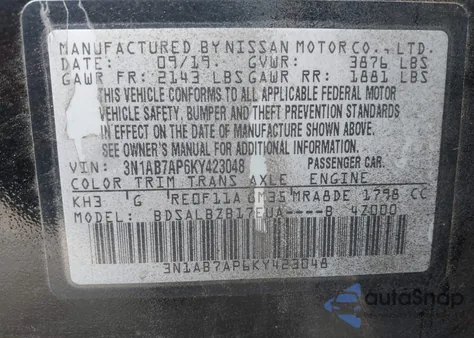 MANUFACTURED BY NISSAN MOTOR CO., LTD.
DATE: 09/19 GVWR: 3876 LBS
GAWR FR: 2143 LBS GAWR RR: 1881 LBS
THIS VEHICLE CONFORMS TO ALL APPLICABLE FEDERAL MOTOR
VEHICLE SAFETY, BUMPER AND THEFT PREVENTION STANDARDS
IN EFFECT ON THE DATE OF MANUFACTURE SHOWN ABOVE.
SEE OWNER'S MANUAL FOR ADDITIONAL INFORMATION.
VIN: 3N1AB7AP6KY423048 PASSENGER CAR.
COLOR TRIM TRANS AXLE ENGINE
KH3 G RE0F11A GM35 MRA8DE 1798 CC
MODEL: BDSALBZB17EUA----B 4Z000
3N1AB7AP6KY423048
autoSnap